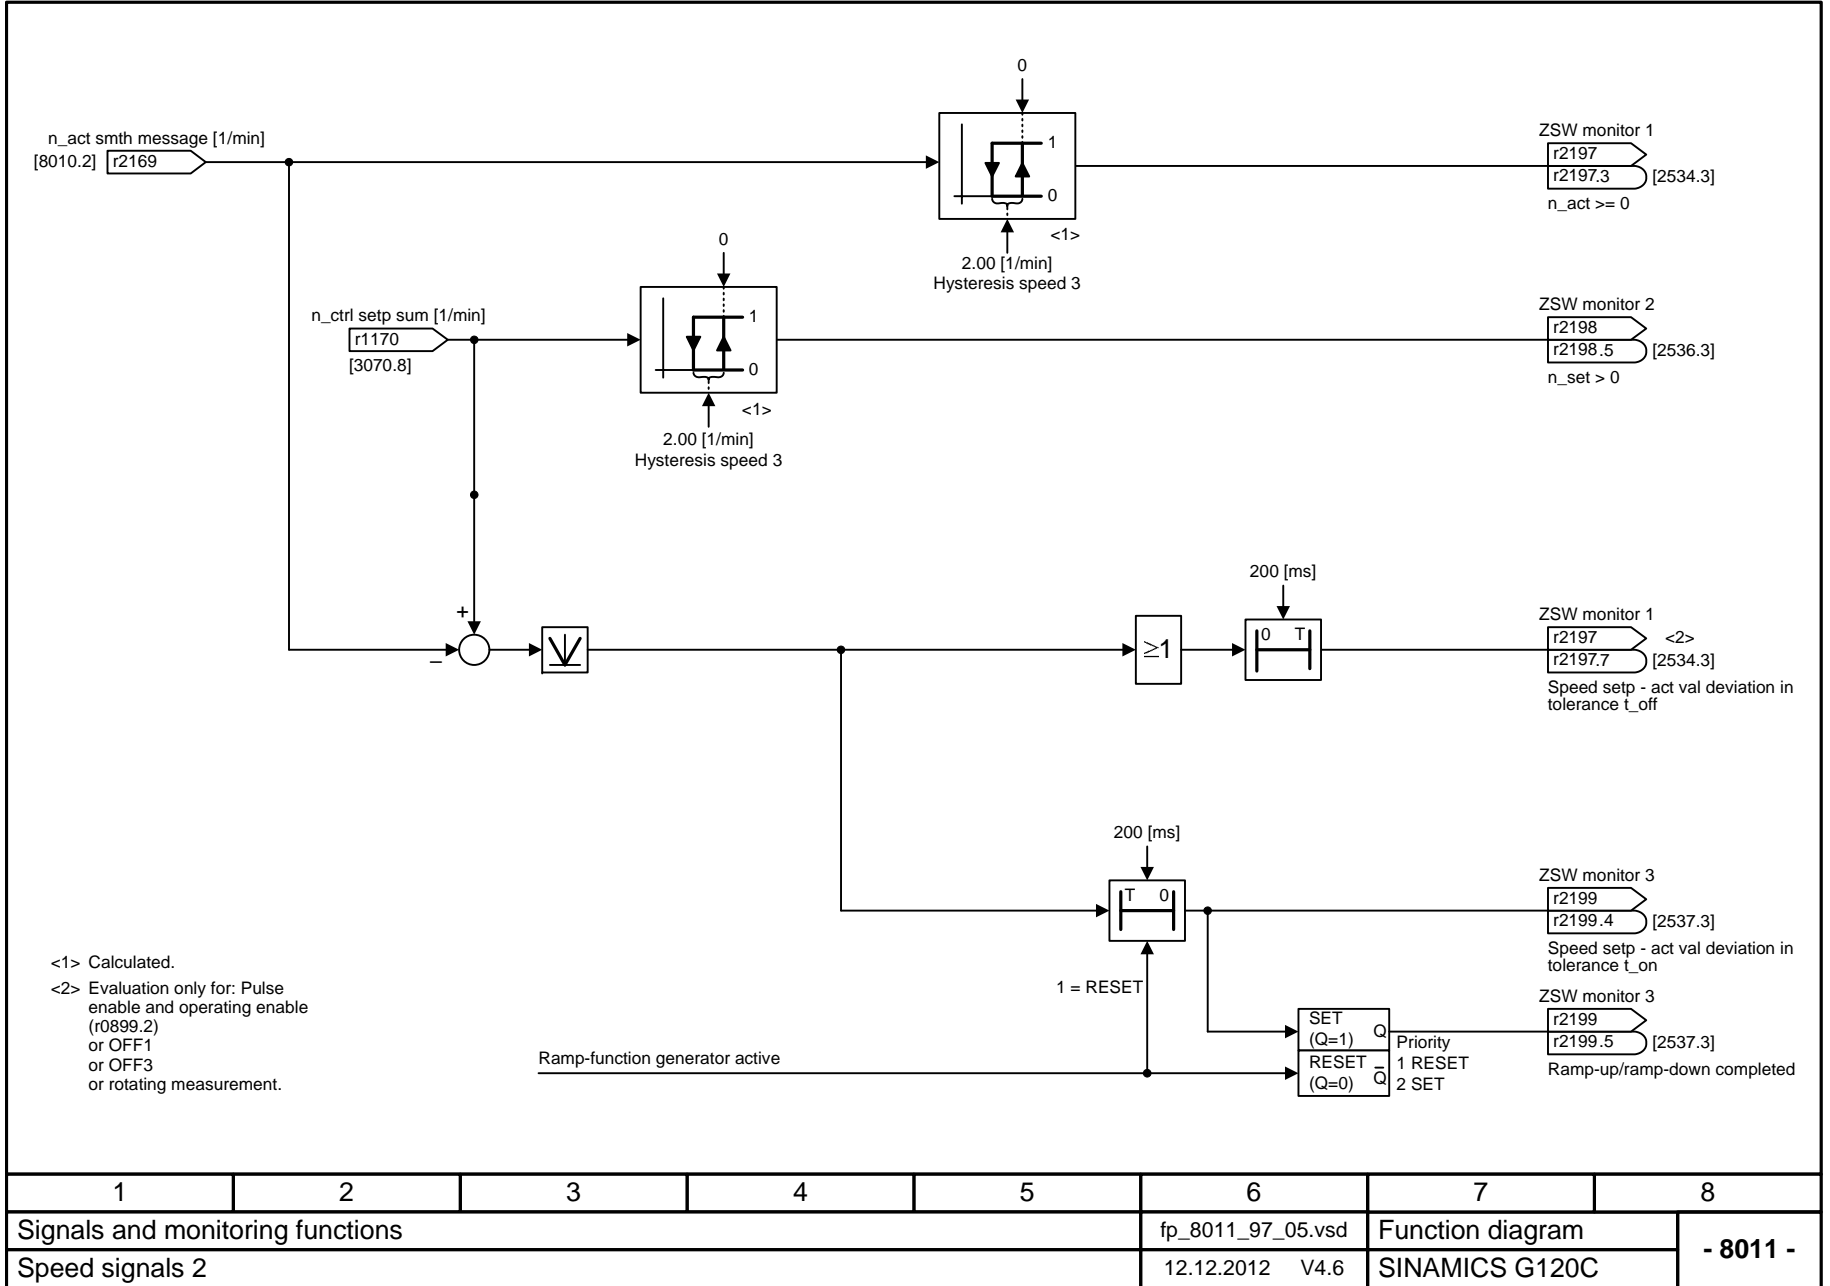 0
n_act smth message [1/min]
[8010.2] r2169
1
0
<1>
2.00 [1/min]
Hysteresis speed 3
ZSW monitor 1
r2197
r2197.3 [2534.3]
n_act >= 0
0
n_ctrl setp sum [1/min]
r1170
[3070.8]
1
0
<1>
2.00 [1/min]
Hysteresis speed 3
ZSW monitor 2
r2198
r2198.5 [2536.3]
n_set > 0
+
–
≥1
200 [ms]
0 T
ZSW monitor 1
r2197 <2>
r2197.7 [2534.3]
Speed setp - act val deviation in
tolerance t_off
200 [ms]
T 0
1 = RESET
ZSW monitor 3
r2199
r2199.4 [2537.3]
Speed setp - act val deviation in
tolerance t_on
Ramp-function generator active
SET
(Q=1) Q
RESET
(Q=0) Q̅
Priority
1 RESET
2 SET
ZSW monitor 3
r2199
r2199.5 [2537.3]
Ramp-up/ramp-down completed
<1> Calculated.
<2> Evaluation only for: Pulse
enable and operating enable
(r0899.2)
or OFF1
or OFF3
or rotating measurement.
1 2 3 4 5 6 7 8
Signals and monitoring functions fp_8011_97_05.vsd Function diagram
- 8011 -
Speed signals 2 12.12.2012 V4.6 SINAMICS G120C